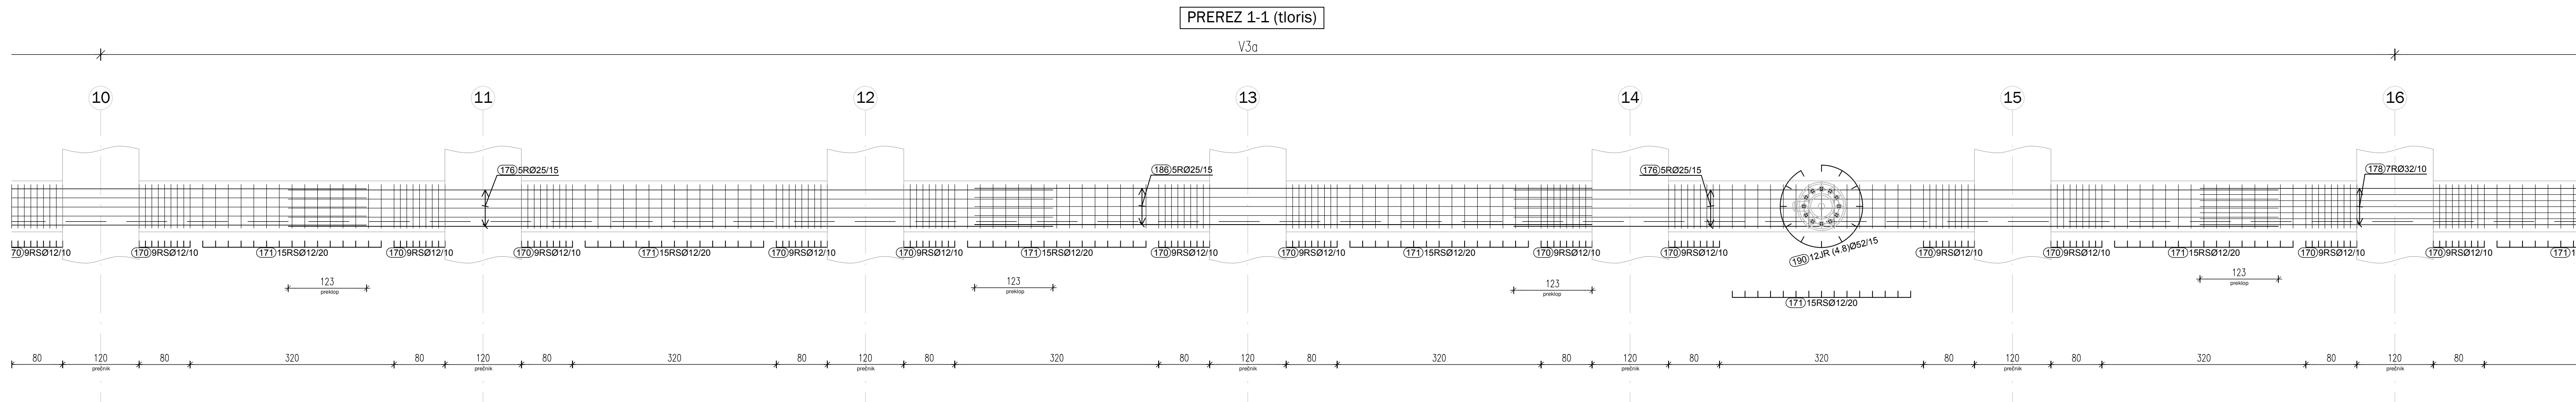 PREREZ 1-1 (tloris)
V3a
10 11 12 13 14 15 16
176 5RØ25/15 186 5RØ25/15 176 5RØ25/15 178 7RØ32/10
70 9RSØ12/10 170 9RSØ12/10 171 15RSØ12/20 170 9RSØ12/10 170 9RSØ12/10 171 15RSØ12/20 170 9RSØ12/10 170 9RSØ12/10 171 15RSØ12/20 170 9RSØ12/10 170 9RSØ12/10 171 15RSØ12/20 170 9RSØ12/10 170 9RSØ12/10 190 12JR (4.8)Ø52/15 170 9RSØ12/10 170 9RSØ12/10 171 15RSØ12/20 170 9RSØ12/10 170 9RSØ12/10 171 1
123 123 123 123
preklop preklop preklop preklop
171 15RSØ12/20
80 120 80 320 80 120 80 320 80 120 80 320 80 120 80 320 80 120 80 320 80 120 80 320 80 120 80
prečnik prečnik prečnik prečnik prečnik prečnik prečnik